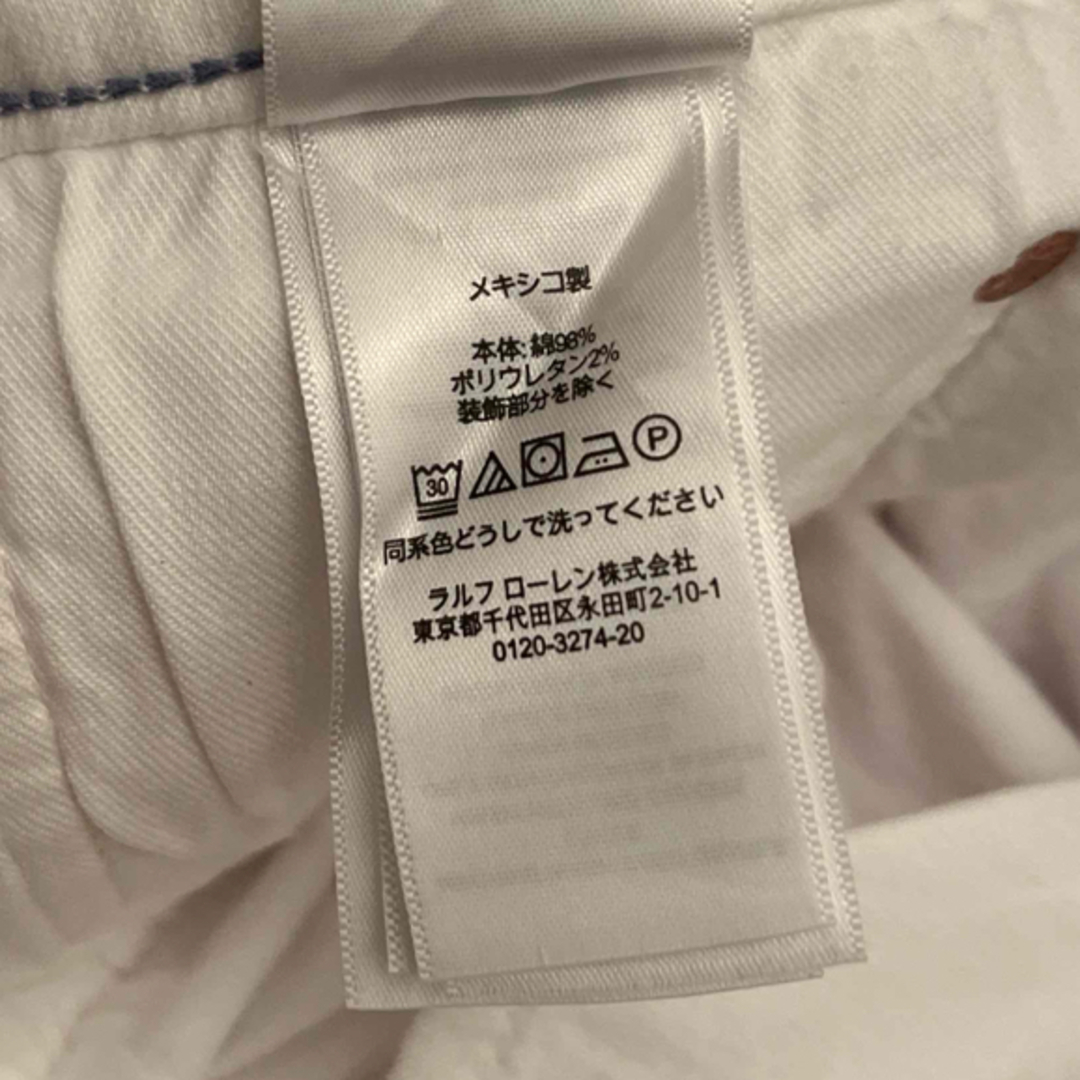 メキシコ製
本体: 綿98%
ポリウレタン2%
装飾部分を除く
30 P
同系色どうしで洗ってください
ラルフ ローレン株式会社
東京都千代田区永田町2-10-1
0120-3274-20